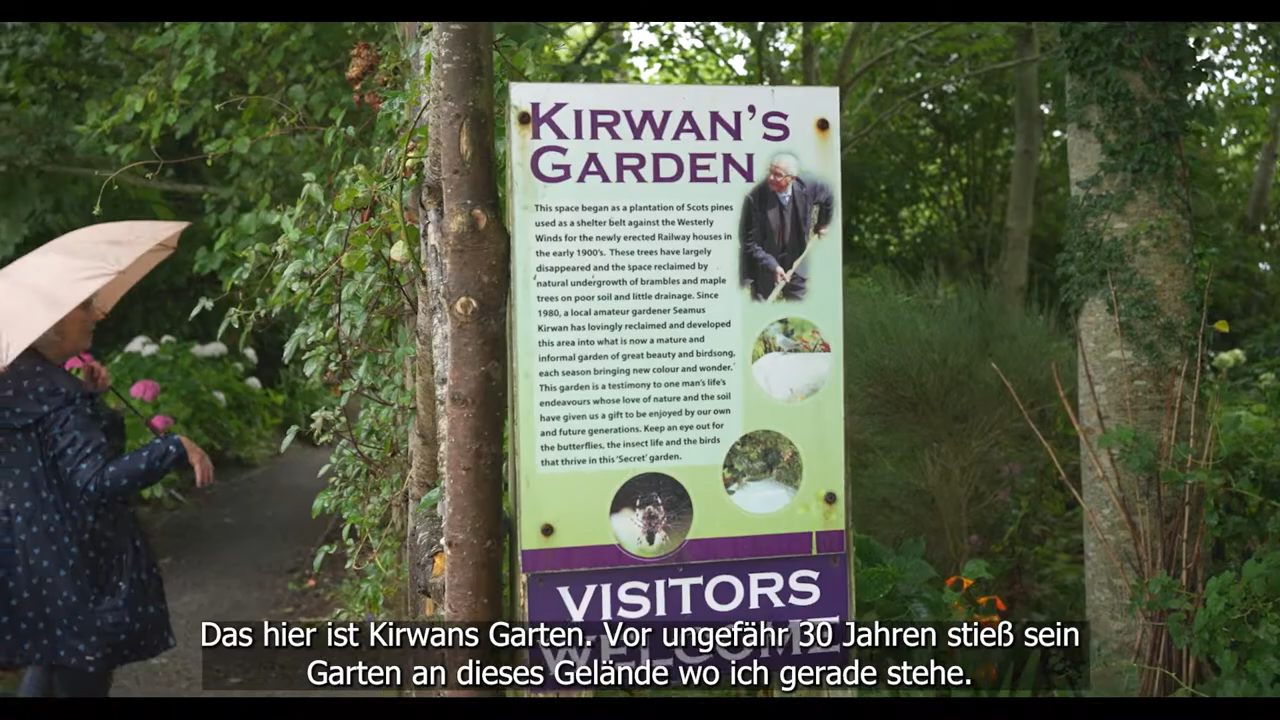 KIRWAN'S
GARDEN
This space began as a plantation of Scots pines
used as a shelter belt against the Westerly
Winds for the newly erected Railway houses in
the early 1900's. These trees have largely
disappeared and the space reclaimed by
natural undergrowth of brambles and maple
trees on poor soil and little drainage. Since
1980, a local amateur gardener Seamus
Kirwan has lovingly reclaimed and developed
this area into what is now a mature and
informal garden of great beauty and birdsong,
each season bringing new colour and wonder.
This garden is a testimony to one man's life's
endeavours whose love of nature and the soil
have given us a gift to be enjoyed by our own
and future generations. Keep an eye out for
the butterflies, the insect life and the birds
that thrive in this 'Secret' garden.
VISITORS
WELCOME
Das hier ist Kirwans Garten. Vor ungefähr 30 Jahren stieß sein
Garten an dieses Gelände wo ich gerade stehe.